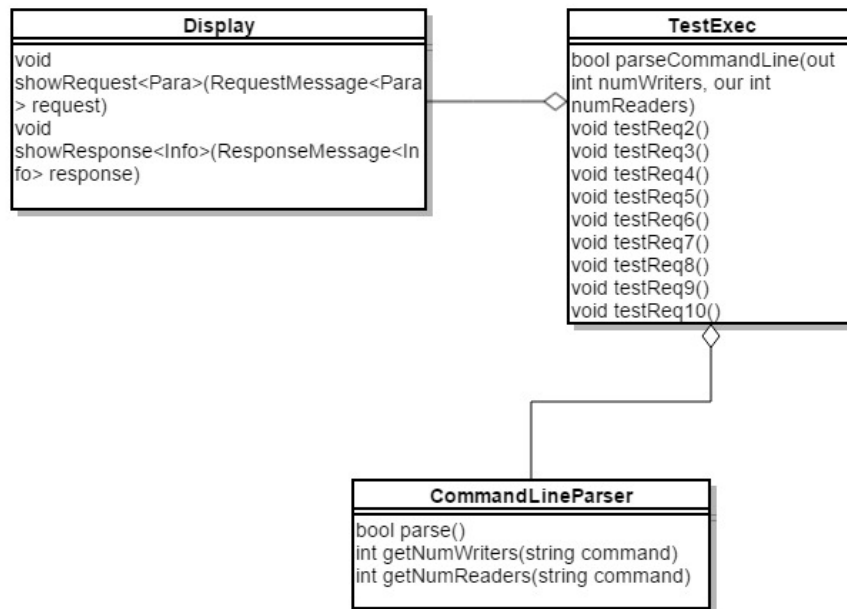 Display
void
showRequest<Para>(RequestMessage<Para
> request)
void
showResponse<Info>(ResponseMessage<In
fo> response)
TestExec
bool parseCommandLine(out
int numWriters, our int
numReaders)
void testReq2()
void testReq3()
void testReq4()
void testReq5()
void testReq6()
void testReq7()
void testReq8()
void testReq9()
void testReq10()
CommandLineParser
bool parse()
int getNumWriters(string command)
int getNumReaders(string command)